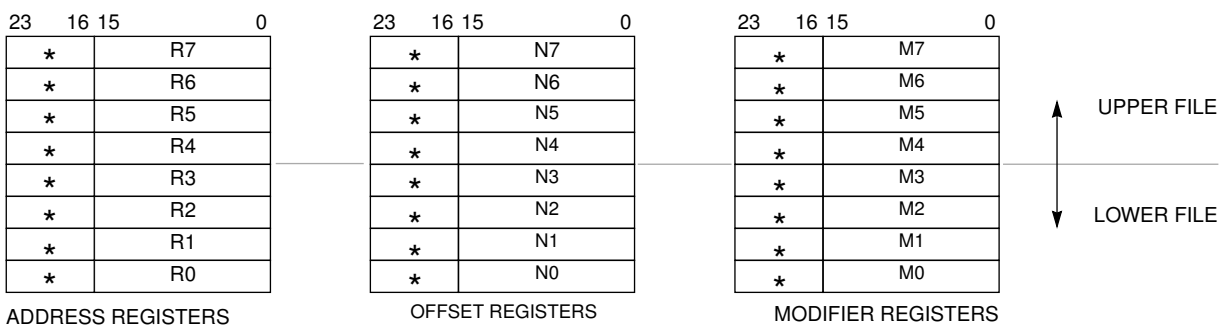 23 16 15 0 23 16 15 0 23 16 15 0
* R7 * N7 * M7
* R6 * N6 * M6
* R5 * N5 * M5 UPPER FILE
* R4 * N4 * M4
* R3 * N3 * M3
* R2 * N2 * M2 LOWER FILE
* R1 * N1 * M1
* R0 * N0 * M0
ADDRESS REGISTERS OFFSET REGISTERS MODIFIER REGISTERS